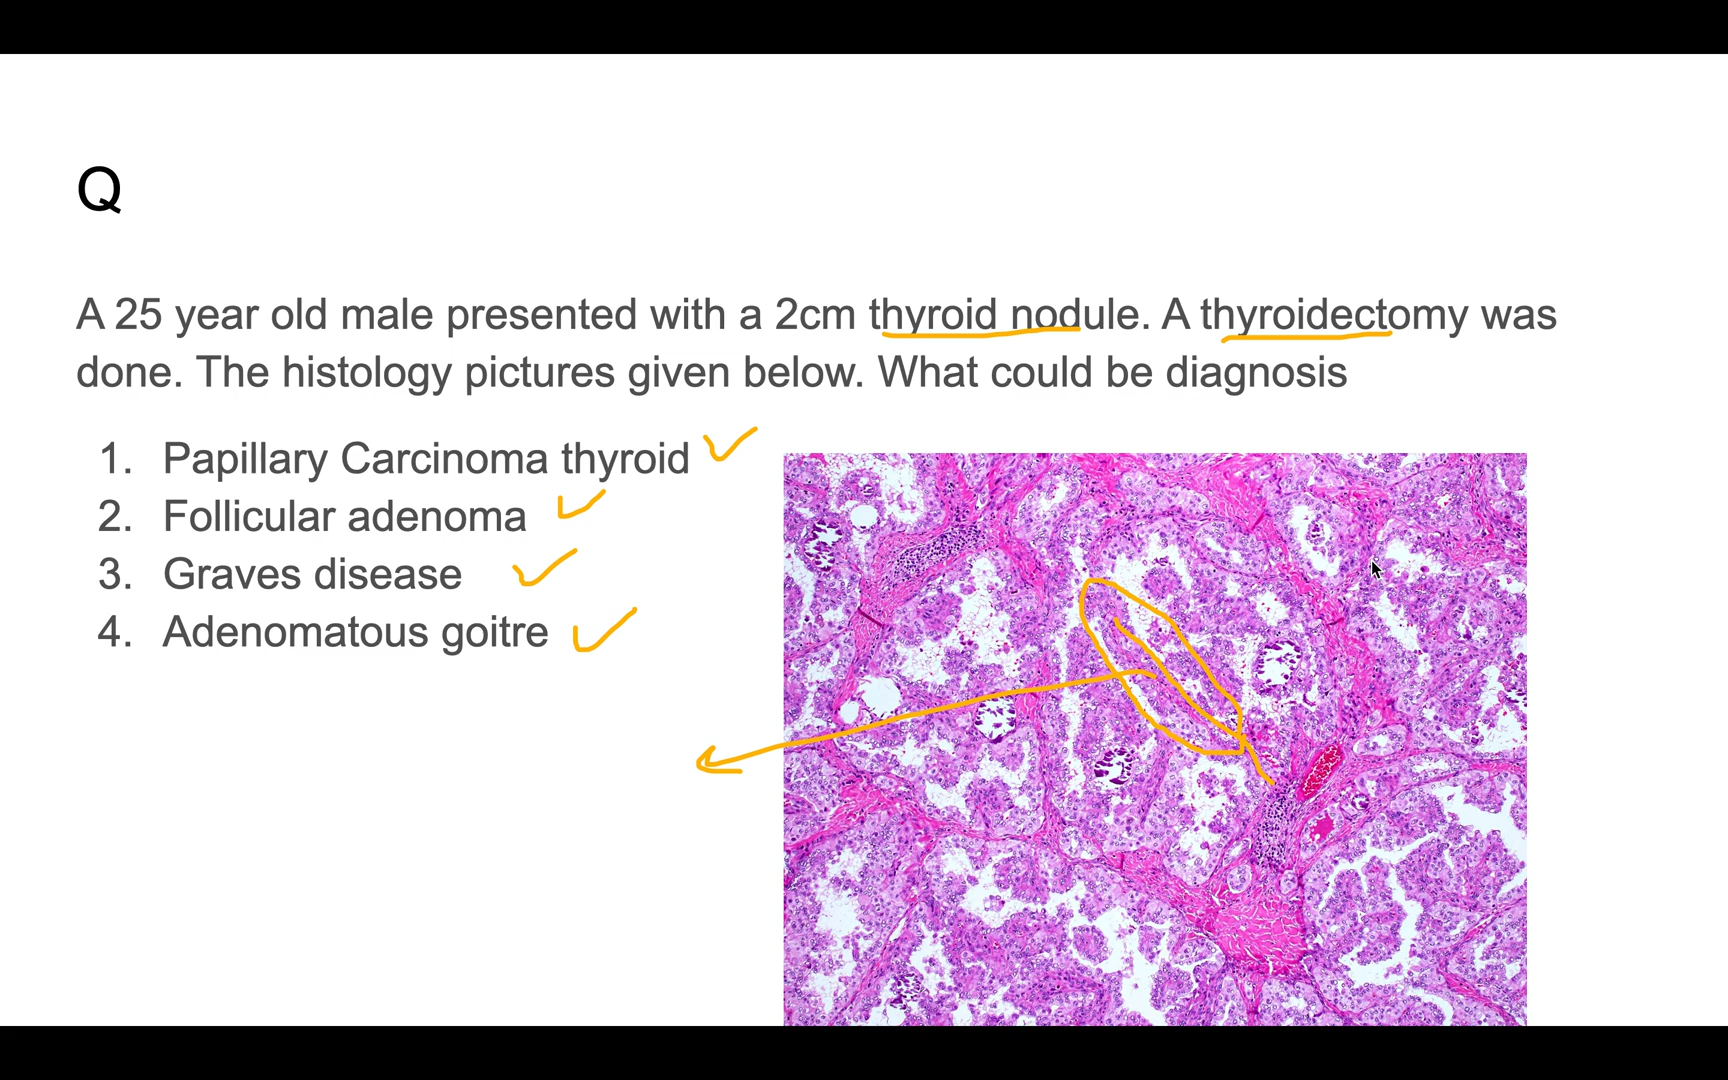 Q
A 25 year old male presented with a 2cm thyroid nodule. A thyroidectomy was
done. The histology pictures given below. What could be diagnosis
1. Papillary Carcinoma thyroid
2. Follicular adenoma
3. Graves disease
4. Adenomatous goitre